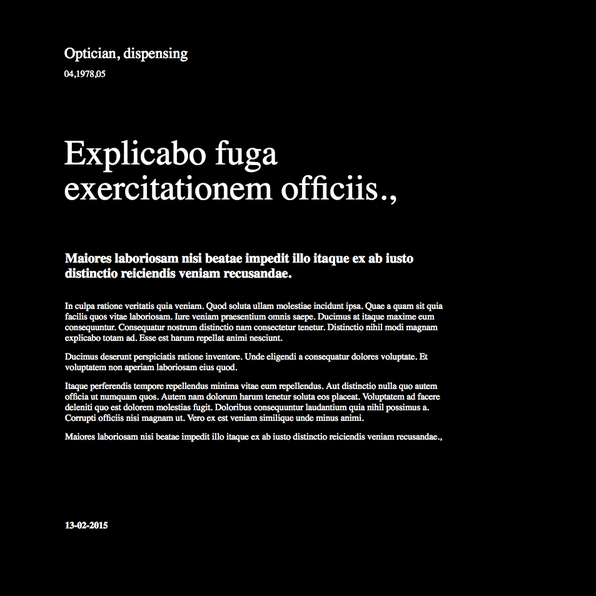 Optician, dispensing
04,1978,05
Explicabo fuga
exercitationem officiis.,
Maiores laboriosam nisi beatae impedit illo itaque ex ab iusto
distinctio reiciendis veniam recusandae.
In culpa ratione veritatis quia veniam. Quod soluta ullam molestiae incidunt ipsa. Quae a quam sit quia
facilis quos vitae laboriosam. Iure veniam praesentium omnis saepe. Ducimus at itaque maxime eum
consequuntur. Consequatur nostrum distinctio nam consectetur tenetur. Distinctio nihil modi magnam
explicabo totam ad. Esse est harum repellat animi nesciunt.
Ducimus deserunt perspiciatis ratione inventore. Unde eligendi a consequatur dolores voluptate. Et
voluptatem non aperiam laboriosam eius quod.
Itaque perferendis tempore repellendus minima vitae eum repellendus. Aut distinctio nulla quo autem
officia ut numquam quos. Autem nam dolorum harum tenetur soluta eos placeat. Voluptatem ad facere
deleniti quo est dolorem molestias fugit. Doloribus consequuntur laudantium quia nihil possimus a.
Corrupti officiis nisi magnam ut. Vero ex est veniam similique unde minus animi.
Maiores laboriosam nisi beatae impedit illo itaque ex ab iusto distinctio reiciendis veniam recusandae.,
13-02-2015